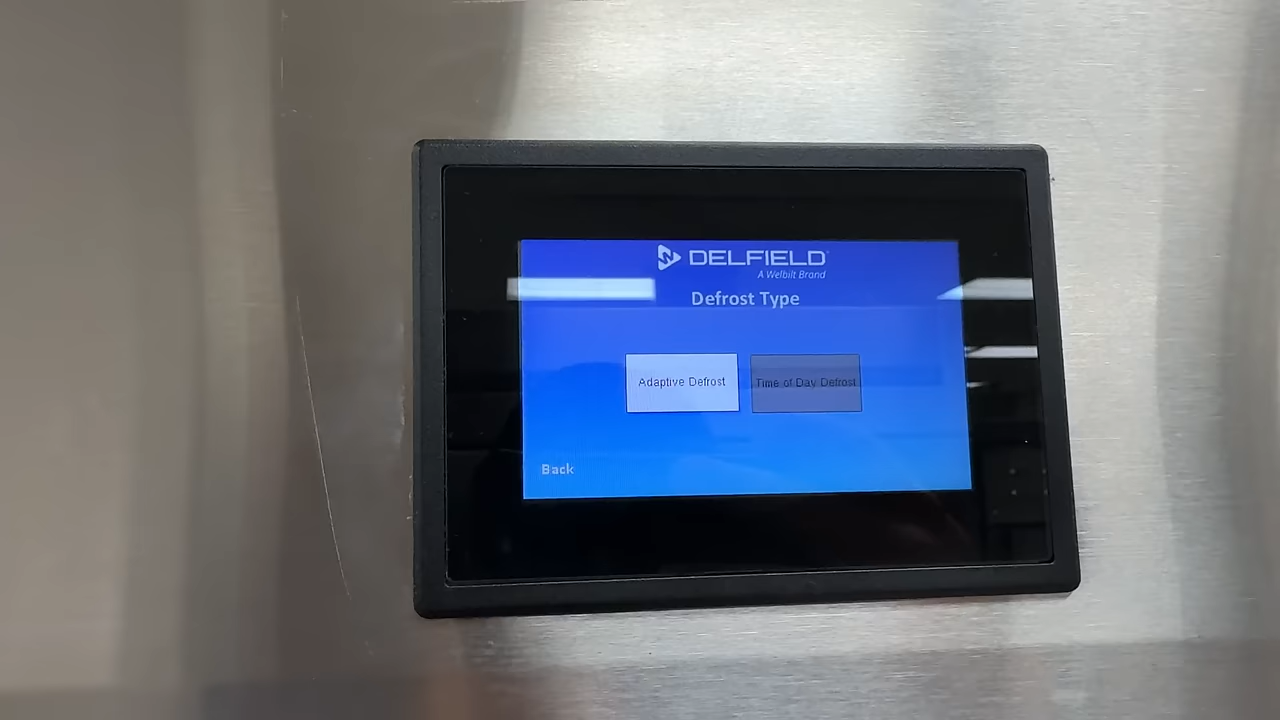 DELFIELD
A Welbilt Brand
Defrost Type
Adaptive Defrost
Time of Day Defrost
Back